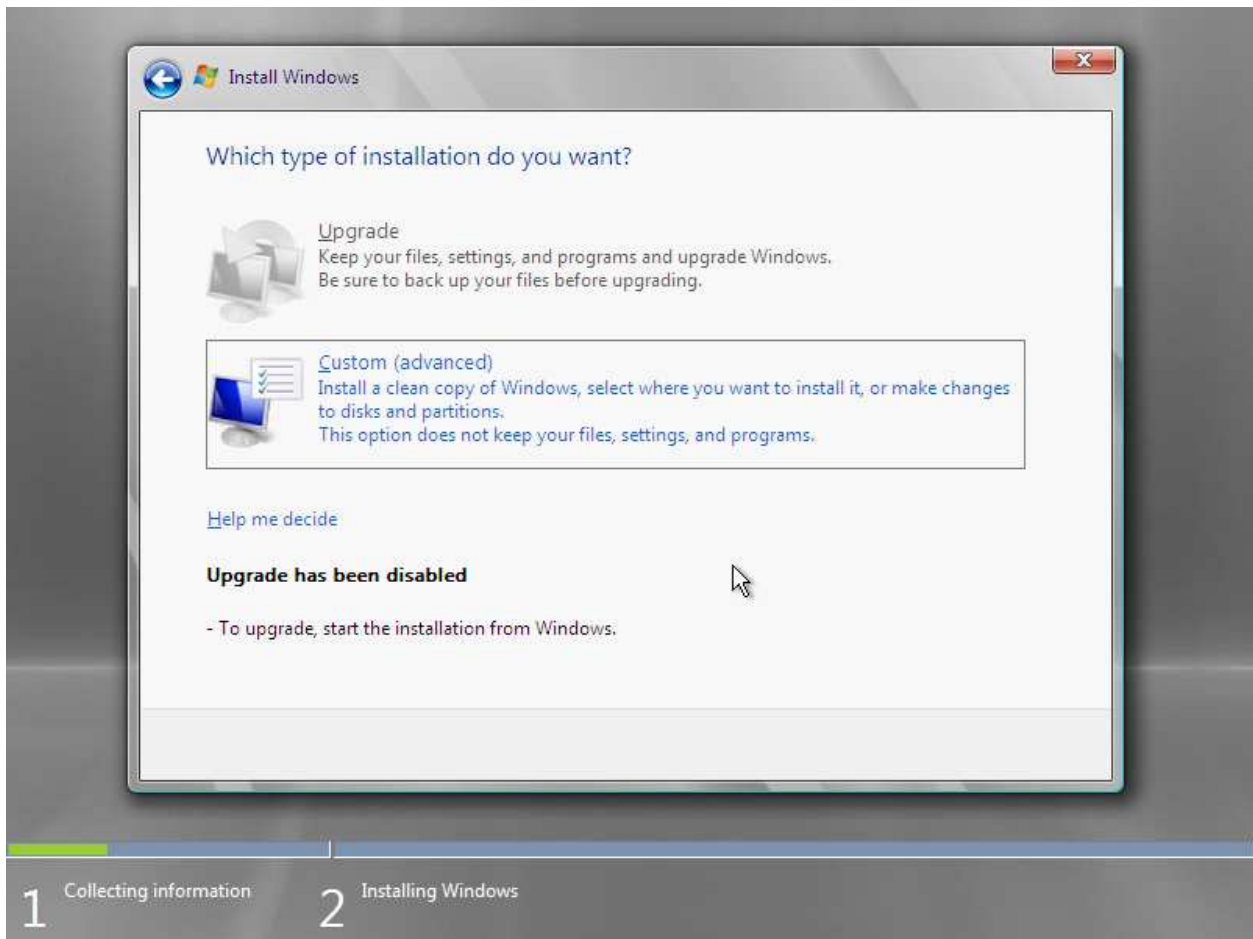 Install Windows
Which type of installation do you want?
Upgrade
Keep your files, settings, and programs and upgrade Windows.
Be sure to back up your files before upgrading.
Custom (advanced)
Install a clean copy of Windows, select where you want to install it, or make changes
to disks and partitions.
This option does not keep your files, settings, and programs.
Help me decide
Upgrade has been disabled
- To upgrade, start the installation from Windows.
1 Collecting information
2 Installing Windows